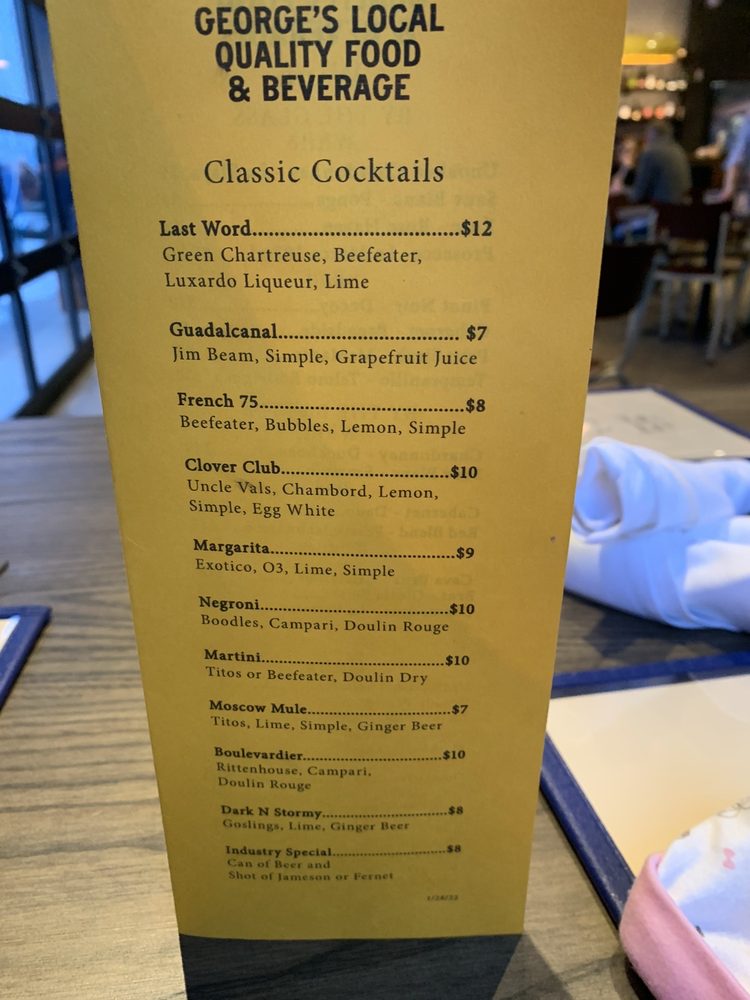 GEORGE'S LOCAL
QUALITY FOOD
& BEVERAGE
Classic Cocktails
Last Word....................................$12
Green Chartreuse, Beefeater,
Luxardo Liqueur, Lime
Guadalcanal................................ $7
Jim Beam, Simple, Grapefruit Juice
French 75....................................$8
Beefeater, Bubbles, Lemon, Simple
Clover Club..............................$10
Uncle Vals, Chambord, Lemon,
Simple, Egg White
Margarita.................................$9
Exotico, O3, Lime, Simple
Negroni.................................$10
Boodles, Campari, Doulin Rouge
Martini.................................$10
Titos or Beefeater, Doulin Dry
Moscow Mule..........................$7
Titos, Lime, Simple, Ginger Beer
Boulevardier..........................$10
Rittenhouse, Campari,
Doulin Rouge
Dark N Stormy........................$8
Goslings, Lime, Ginger Beer
Industry Special......................$8
Can of Beer and
Shot of Jameson or Fernet